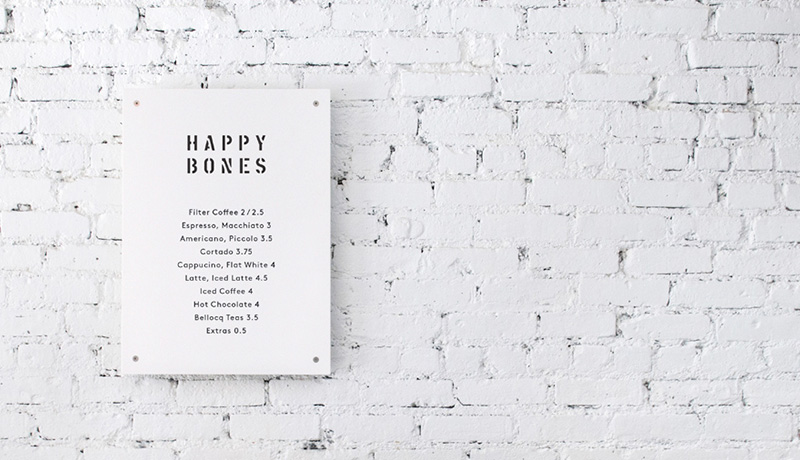 HAPPY
BONES
Filter Coffee 2 / 2.5
Espresso, Macchiato 3
Americano, Piccolo 3.5
Cortado 3.75
Cappucino, Flat White 4
Latte, Iced Latte 4.5
Iced Coffee 4
Hot Chocolate 4
Bellocq Teas 3.5
Extras 0.5